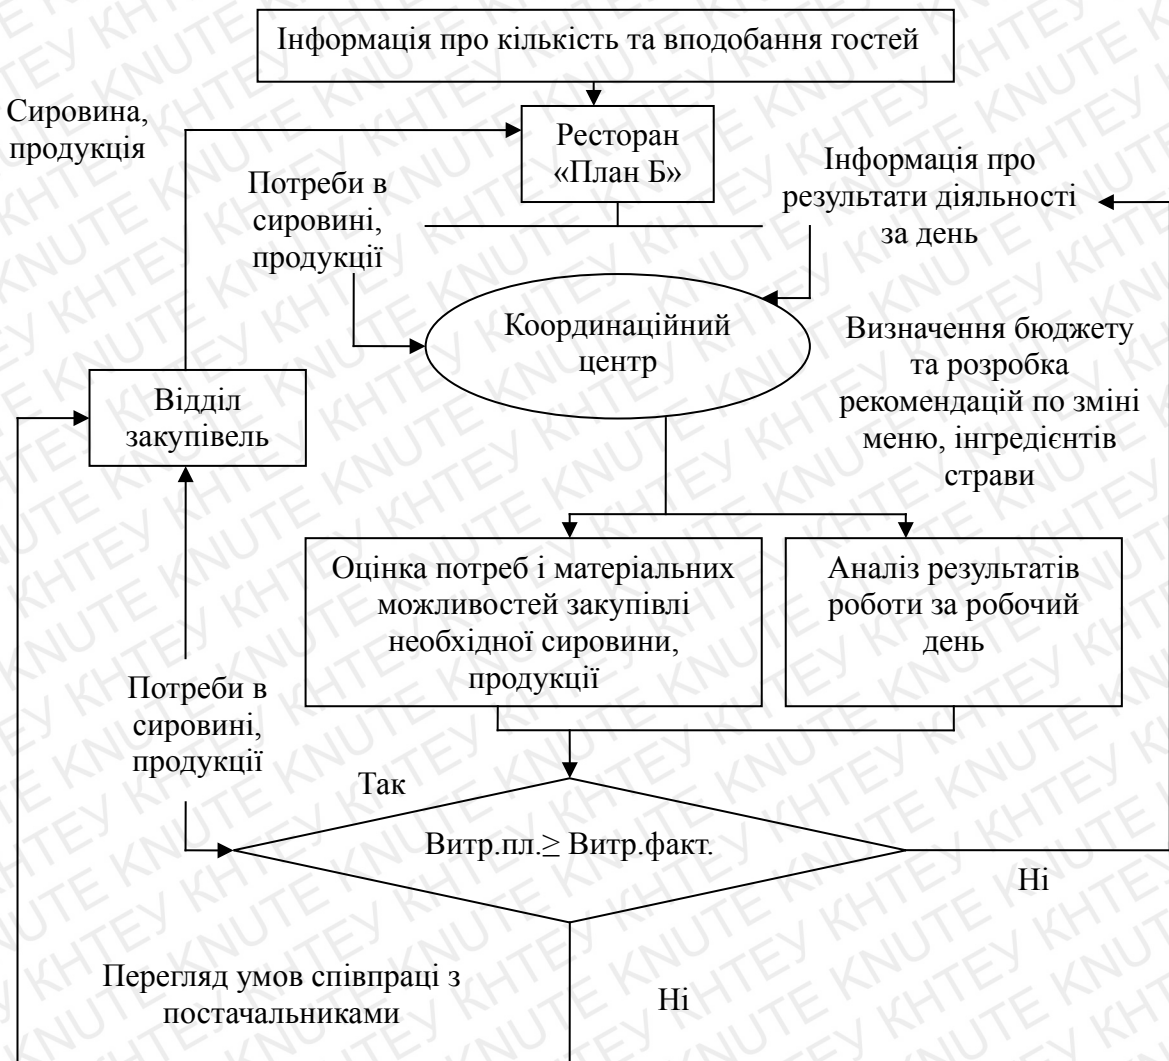 Інформація про кількість та вподобання гостей
Сировина,
продукція
Ресторан
«План Б»
Потреби в
сировині,
продукції
Інформація про
результати діяльності
за день
Координаційний
центр
Визначення бюджету
та розробка
рекомендацій по зміні
меню, інгредієнтів
страви
Відділ
закупівель
Оцінка потреб і матеріальних
можливостей закупівлі
необхідної сировини,
продукції
Аналіз результатів
роботи за робочий
день
Потреби в
сировині,
продукції
Так
Витр.пл.≥ Витр.факт.
Ні
Перегляд умов співпраці з
постачальниками
Ні